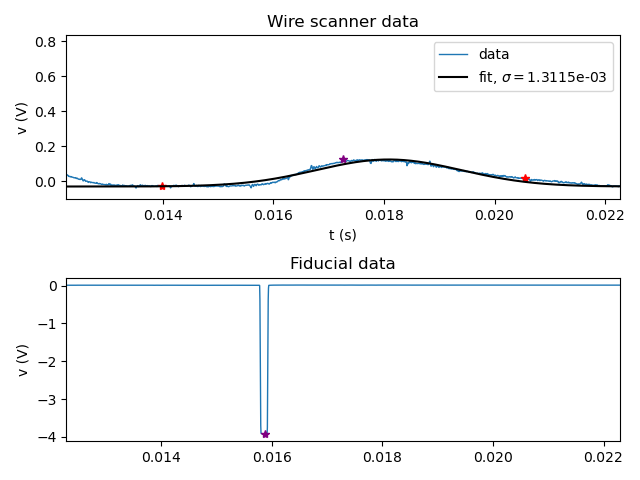 Wire scanner data
0.8
0.6
0.4
0.2
0.0
v (V)
data
fit, σ = 1.3115e-03
0.014 0.016 0.018 0.020 0.022
t (s)
Fiducial data
0
−1
−2
−3
−4
v (V)
0.014 0.016 0.018 0.020 0.022